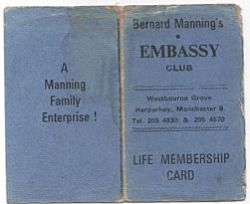 A
Manning
Family
Enterprise !
Bernard Manning's
EMBASSY
CLUB
Westbourne Grove,
Harpurhey, Manchester 9.
Tel. 205 4830 & 205 4570
LIFE MEMBERSHIP
CARD